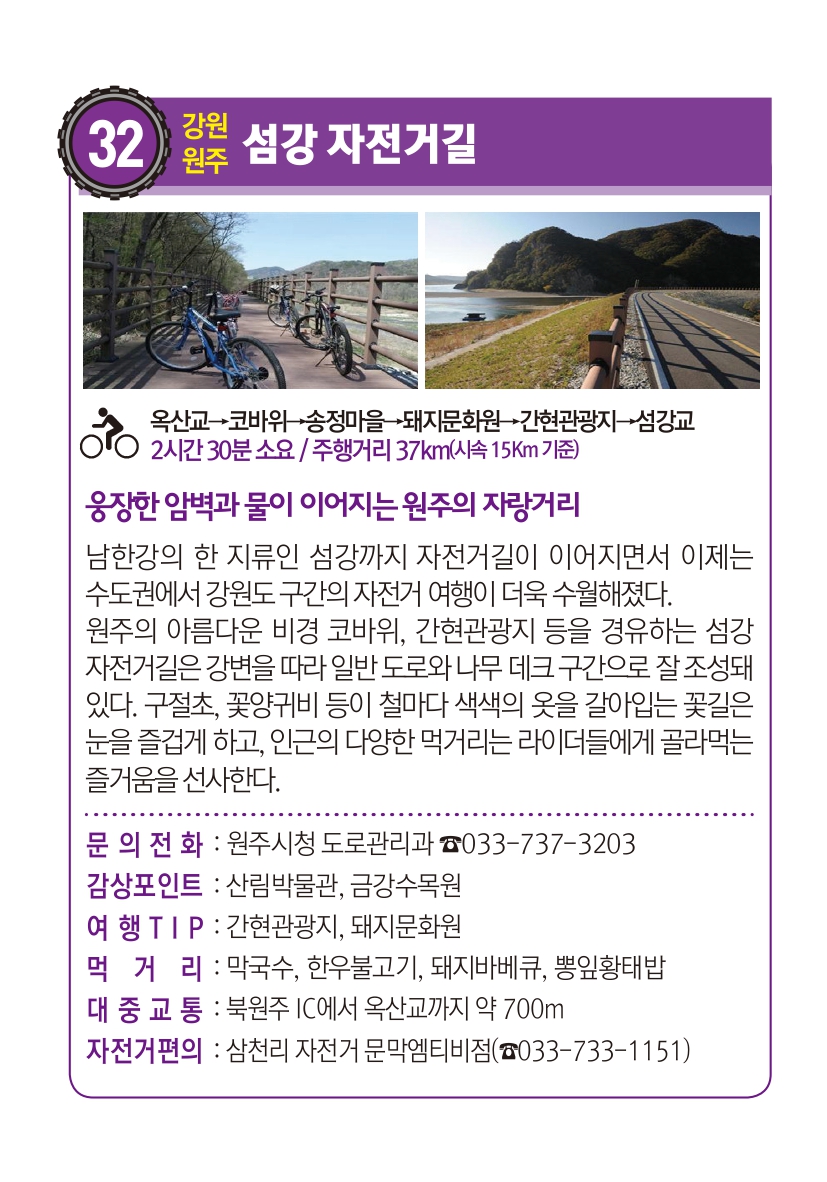 32 강원 원주 섬강 자전거길
옥산교→코바위→송정마을→돼지문화원→간현관광지→섬강교
2시간 30분 소요 / 주행거리 37km(시속 15Km 기준)
웅장한 암벽과 물이 이어지는 원주의 자랑거리
남한강의 한 지류인 섬강까지 자전거길이 이어지면서 이제는
수도권에서 강원도 구간의 자전거 여행이 더욱 수월해졌다.
원주의 아름다운 비경 코바위, 간현관광지 등을 경유하는 섬강
자전거길은 강변을 따라 일반 도로와 나무 데크 구간으로 잘 조성돼
있다. 구절초, 꽃양귀비 등이 철마다 색색의 옷을 갈아입는 꽃길은
눈을 즐겁게 하고, 인근의 다양한 먹거리는 라이더들에게 골라먹는
즐거움을 선사한다.
문 의 전 화 : 원주시청 도로관리과 ☎033-737-3203
감상포인트 : 산림박물관, 금강수목원
여 행 T I P : 간현관광지, 돼지문화원
먹 거 리 : 막국수, 한우불고기, 돼지바베큐, 뽕잎황태밥
대 중 교 통 : 북원주 IC에서 옥산교까지 약 700m
자전거편의 : 삼천리 자전거 문막엠티비점(☎033-733-1151)